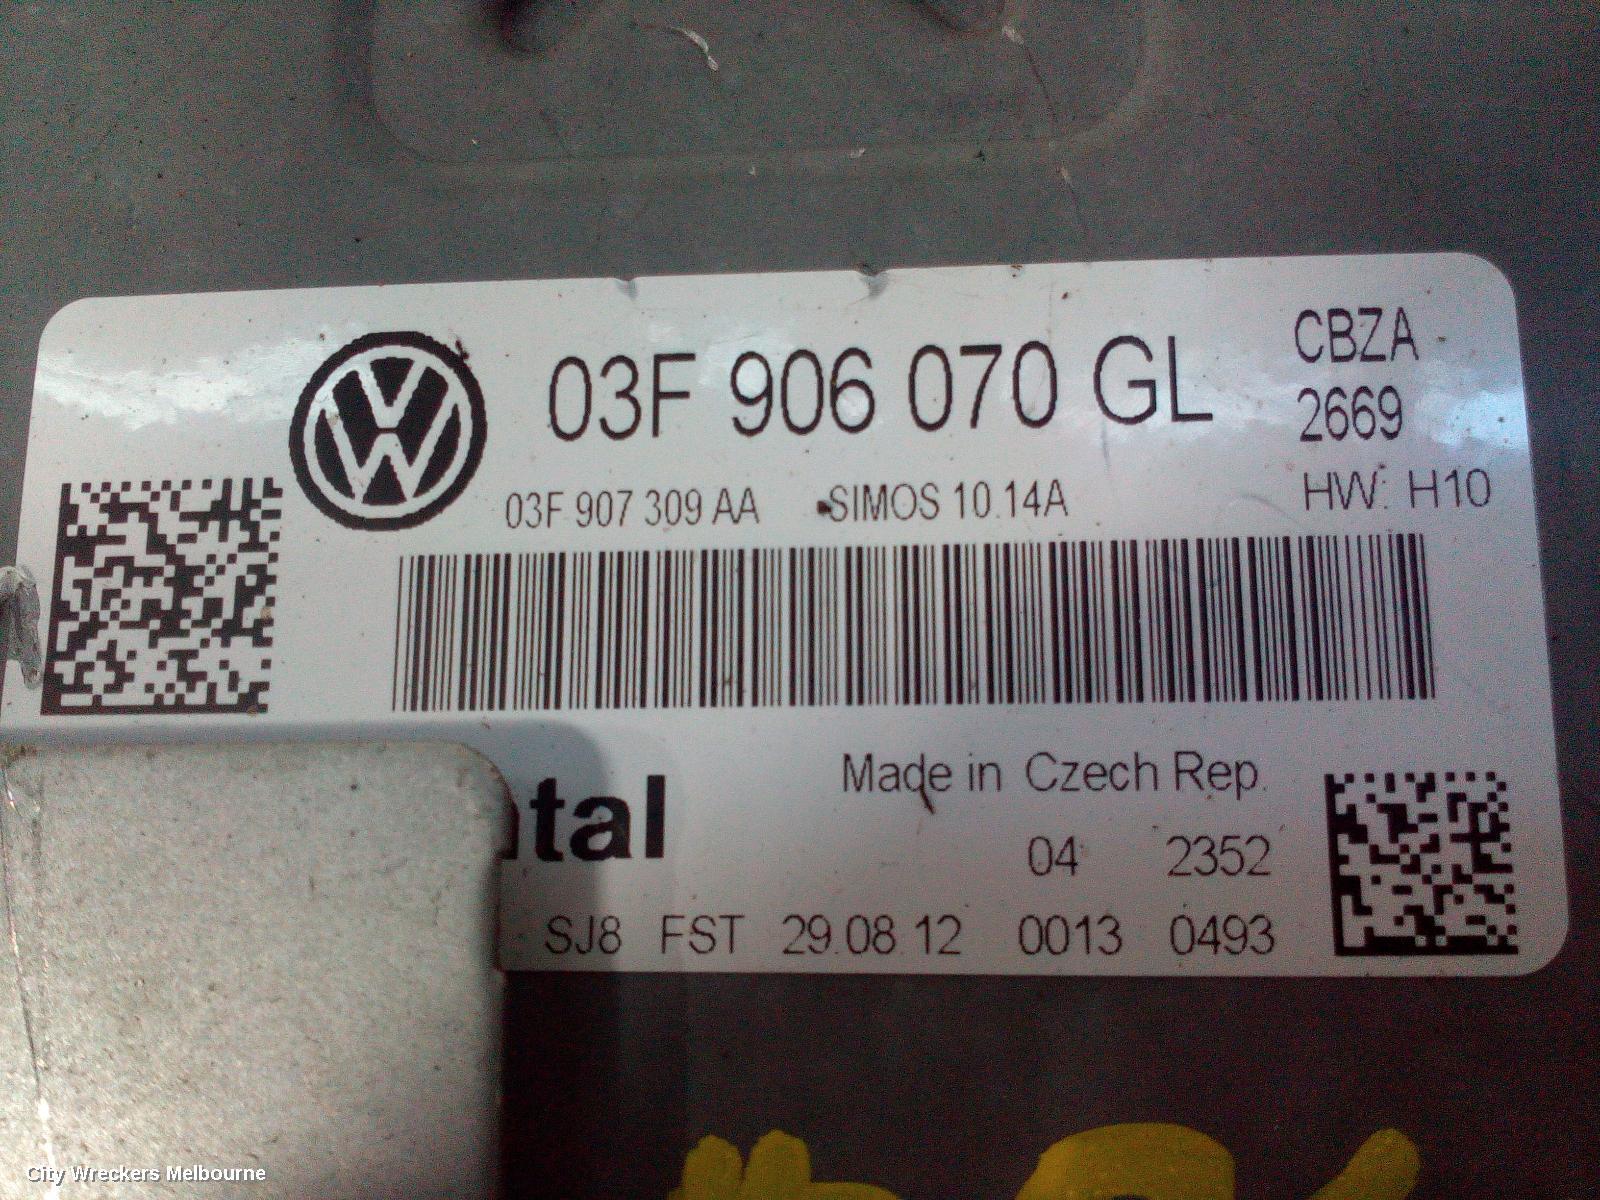 03F 906 070 GL
CBZA
2669
03F 907 309 AA SIMOS 10.14A
HW: H10
Made in Czech Rep.
ntal
04 2352
SJ8 FST 29.08.12 0013 0493
City Wreckers Melbourne